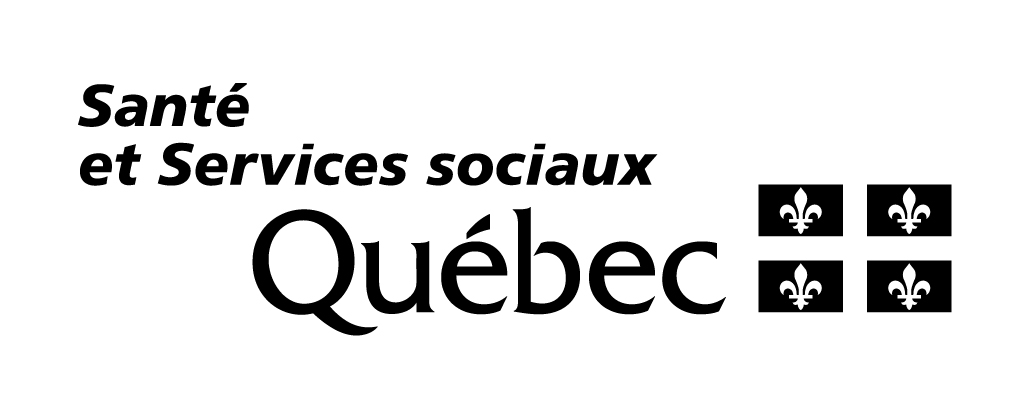 Santé
et Services sociaux
Québec